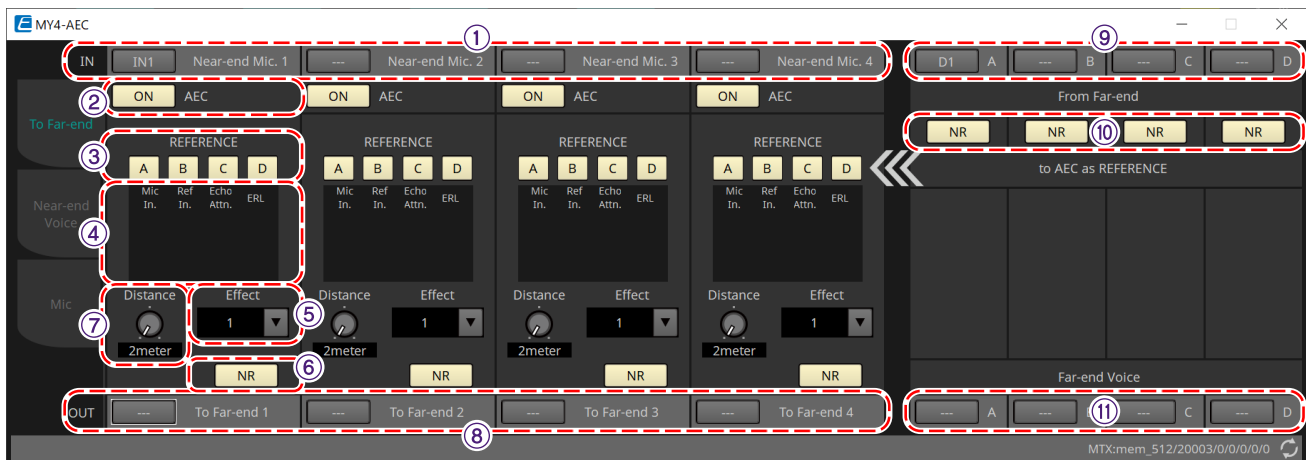 MY4-AEC
①
⑨
IN IN1 Near-end Mic. 1 --- Near-end Mic. 2 --- Near-end Mic. 3 --- Near-end Mic. 4 D1 A --- B --- C --- D
② ON AEC ON AEC ON AEC ON AEC From Far-end
To Far-end
NR NR ⑩ NR NR
③ REFERENCE REFERENCE REFERENCE REFERENCE
A B C D A B C D A B C D A B C D
to AEC as REFERENCE
Mic In. Ref In. Echo Attn. ERL Mic In. Ref In. Echo Attn. ERL Mic In. Ref In. Echo Attn. ERL Mic In. Ref In. Echo Attn. ERL
Near-end
Voice
④
Mic
Distance Effect Distance Effect Distance Effect Distance Effect
⑦ 1 ⑤ 1 1 1
2meter 2meter 2meter 2meter
NR ⑥ NR NR NR
Far-end Voice
OUT --- To Far-end 1 --- To Far-end 2 --- To Far-end 3 --- To Far-end 4 --- A --- B ⑪ --- C --- D
⑧
MTX:mem_512/20003/0/0/0/0/0